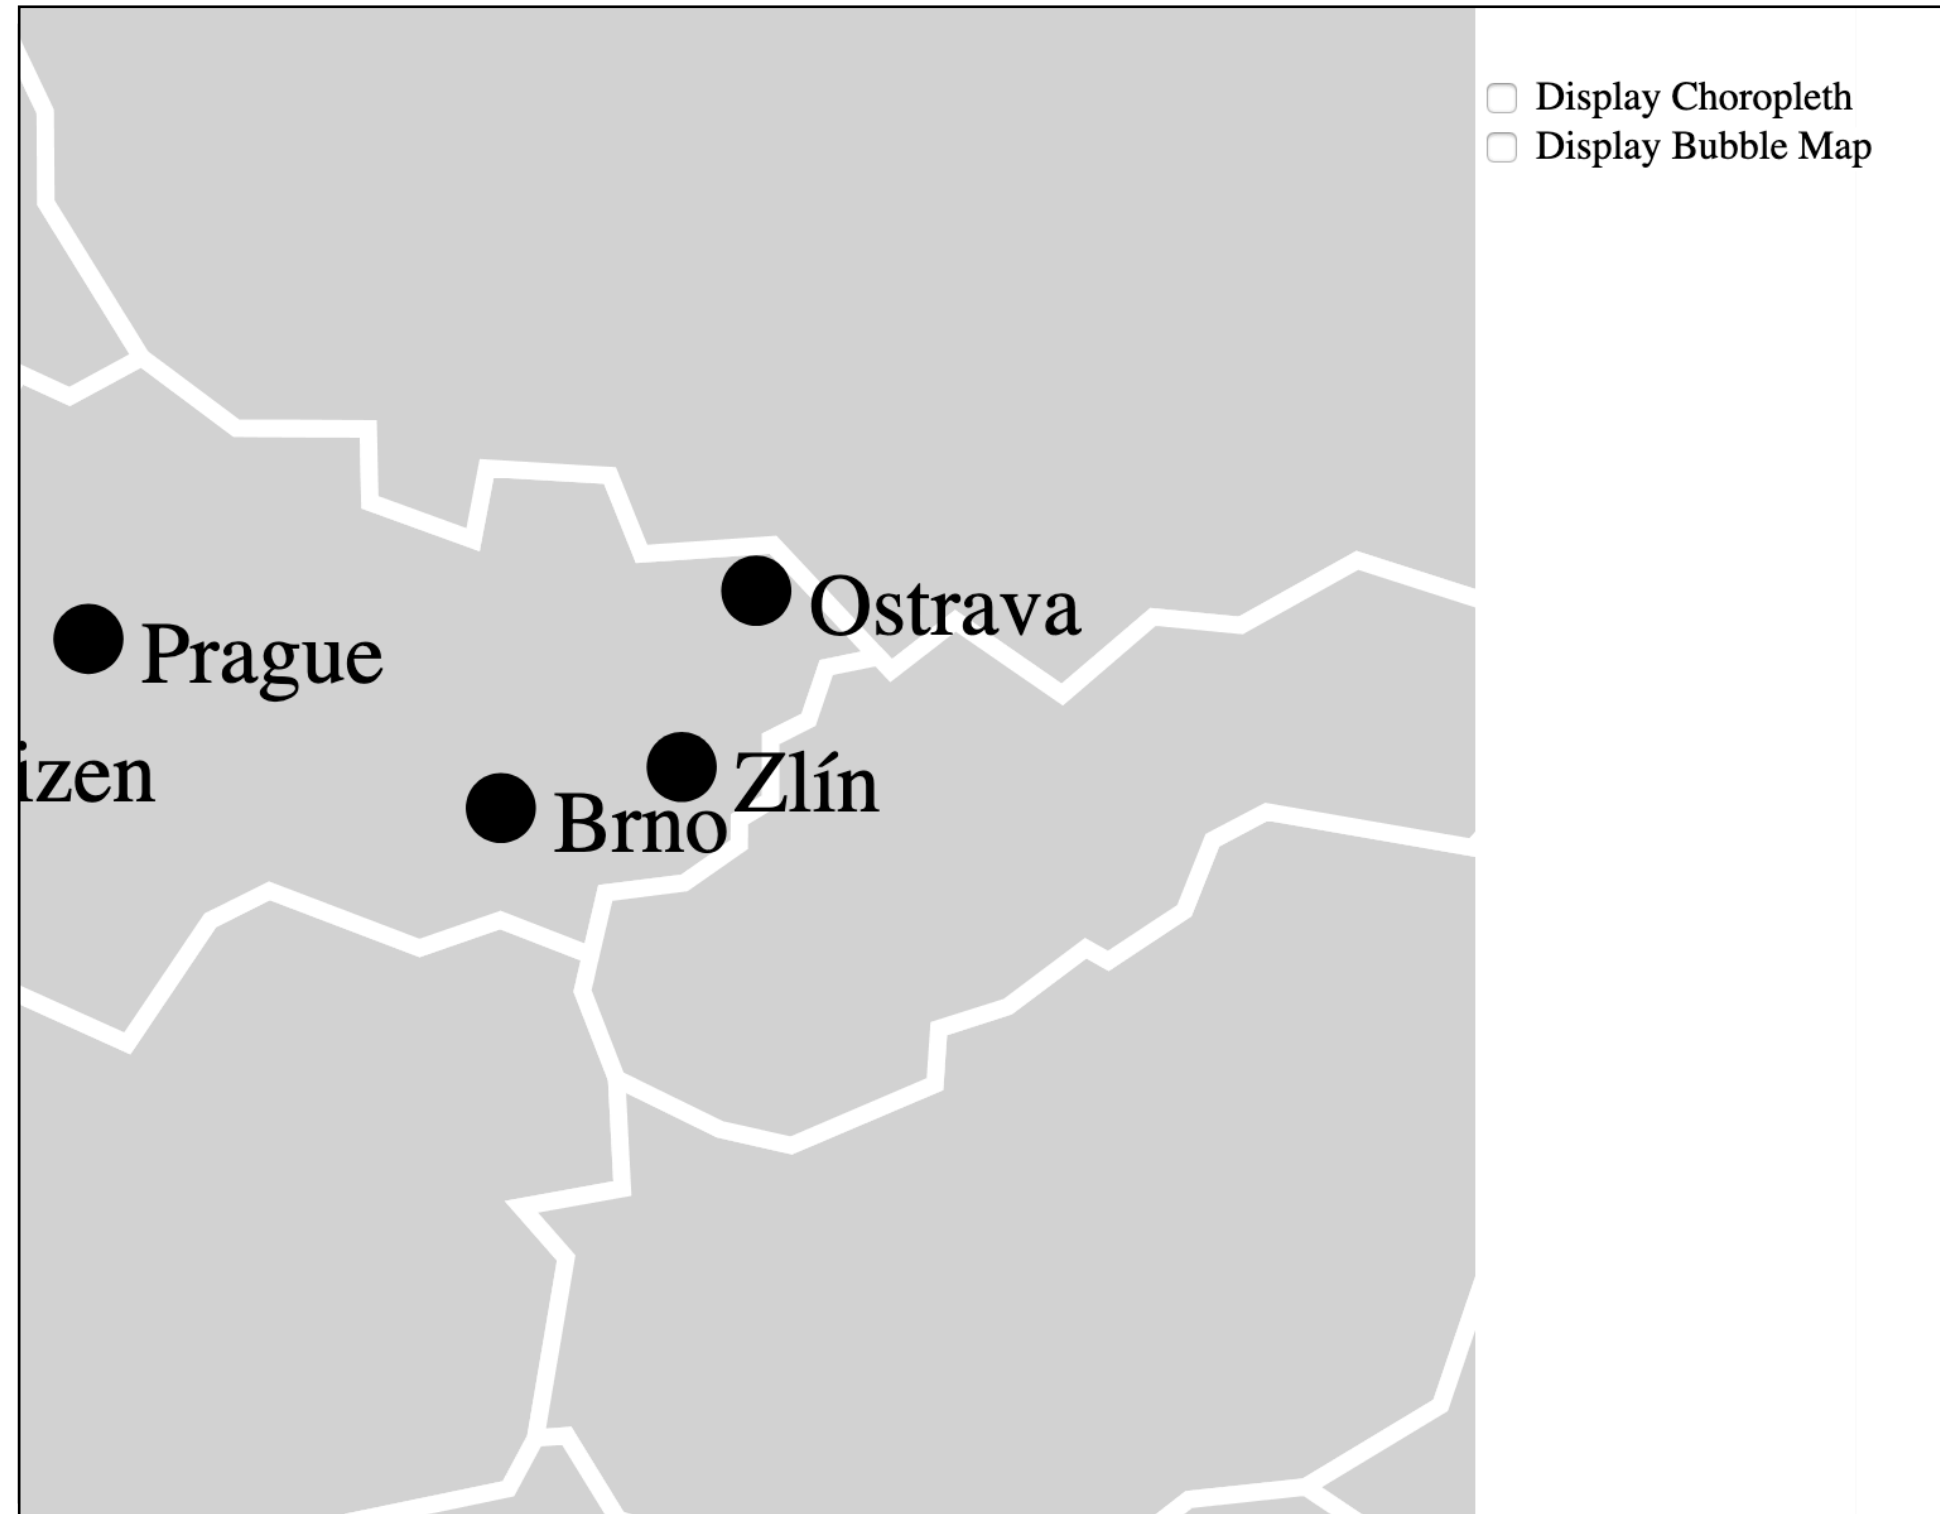 Display Choropleth
Display Bubble Map
Ostrava
Prague
izen
Zlín
Brno